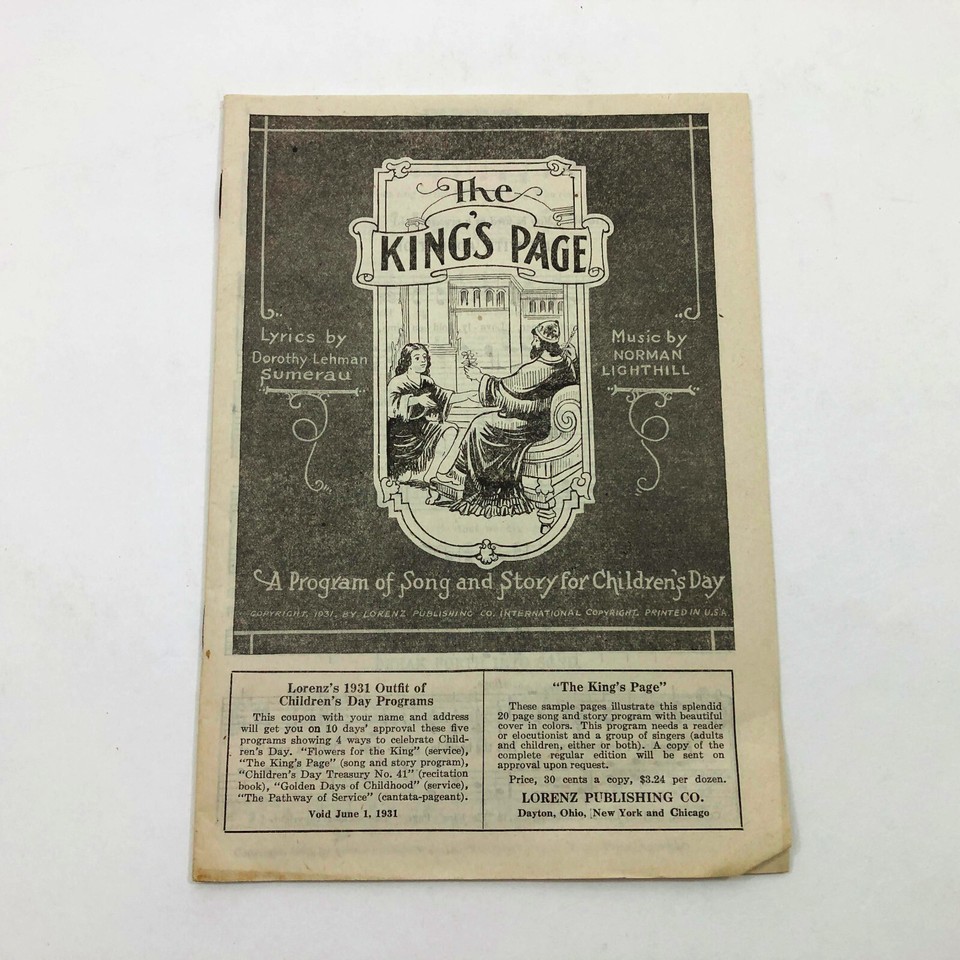 The
KING'S PAGE
Lyrics by
Dorothy Lehman
Sumerau
Music by
NORMAN
LIGHTHILL
A Program of Song and Story for Children's Day
COPYRIGHT, 1931, BY LORENZ PUBLISHING CO. INTERNATIONAL COPYRIGHT. PRINTED IN U.S.A.
Lorenz's 1931 Outfit of
Children's Day Programs
This coupon with your name and address
will get you on 10 days' approval these five
programs showing 4 ways to celebrate Child-
ren's Day. "Flowers for the King" (service),
"The King's Page" (song and story program),
"Children's Day Treasury No. 41" (recitation
book), "Golden Days of Childhood" (service),
"The Pathway of Service" (cantata-pageant).
Void June 1, 1931
"The King's Page"
These sample pages illustrate this splendid
20 page song and story program with beautiful
cover in colors. This program needs a reader
or elocutionist and a group of singers (adults
and children, either or both). A copy of the
complete regular edition will be sent on
approval upon request.
Price, 30 cents a copy, $3.24 per dozen.
LORENZ PUBLISHING CO.
Dayton, Ohio, New York and Chicago